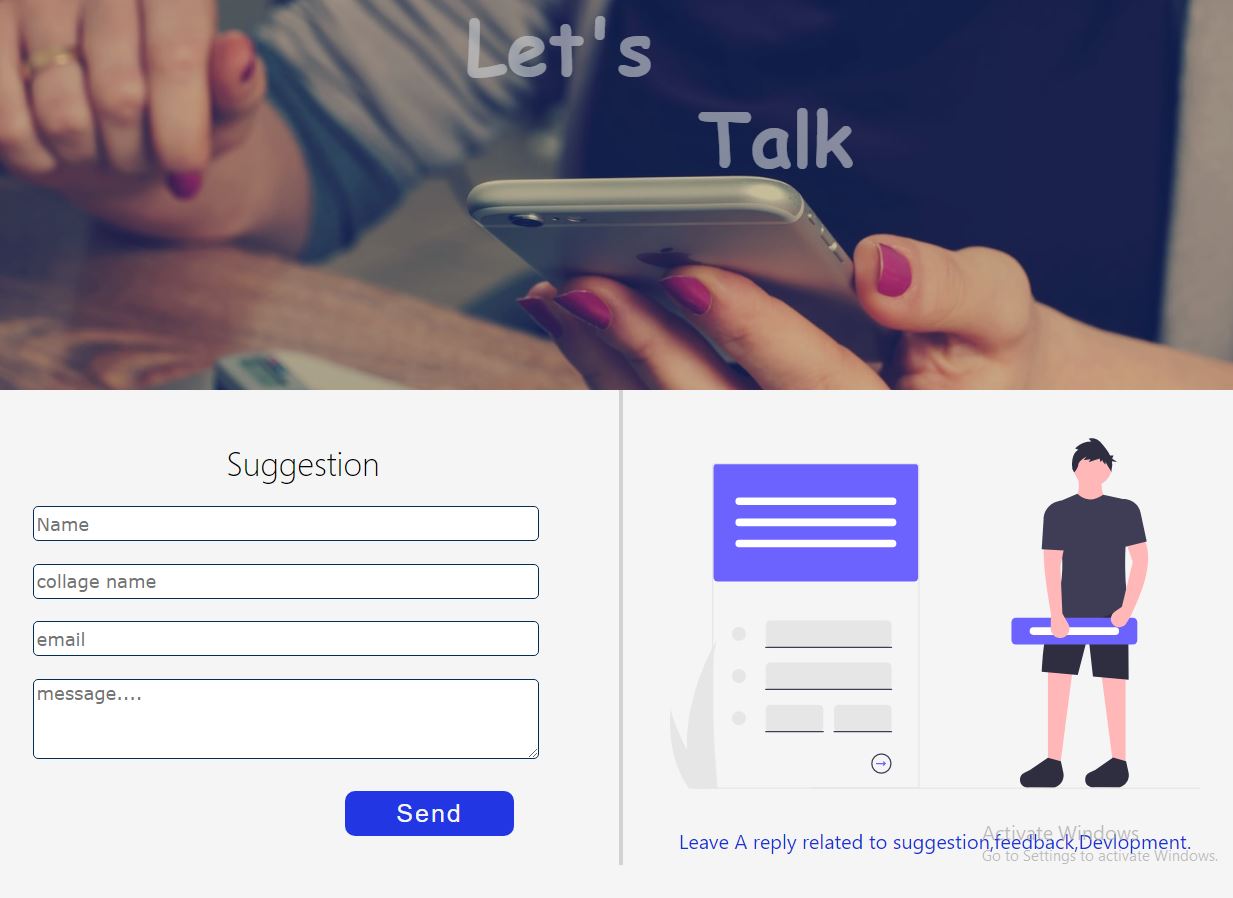 Let's
Talk
Suggestion
Name
collage name
email
message....
Send
Leave A reply related to suggestion,feedback,Devlopment.
Activate Windows
Go to Settings to activate Windows.